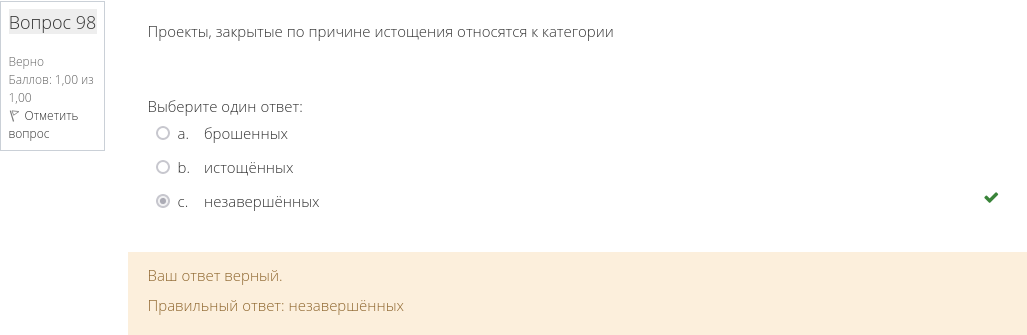 Вопрос 98
Верно
Баллов: 1,00 из
1,00
Отметить
вопрос
Проекты, закрытые по причине истощения относятся к категории
Выберите один ответ:
a. брошенных
b. истощённых
c. незавершённых
Ваш ответ верный.
Правильный ответ: незавершённых